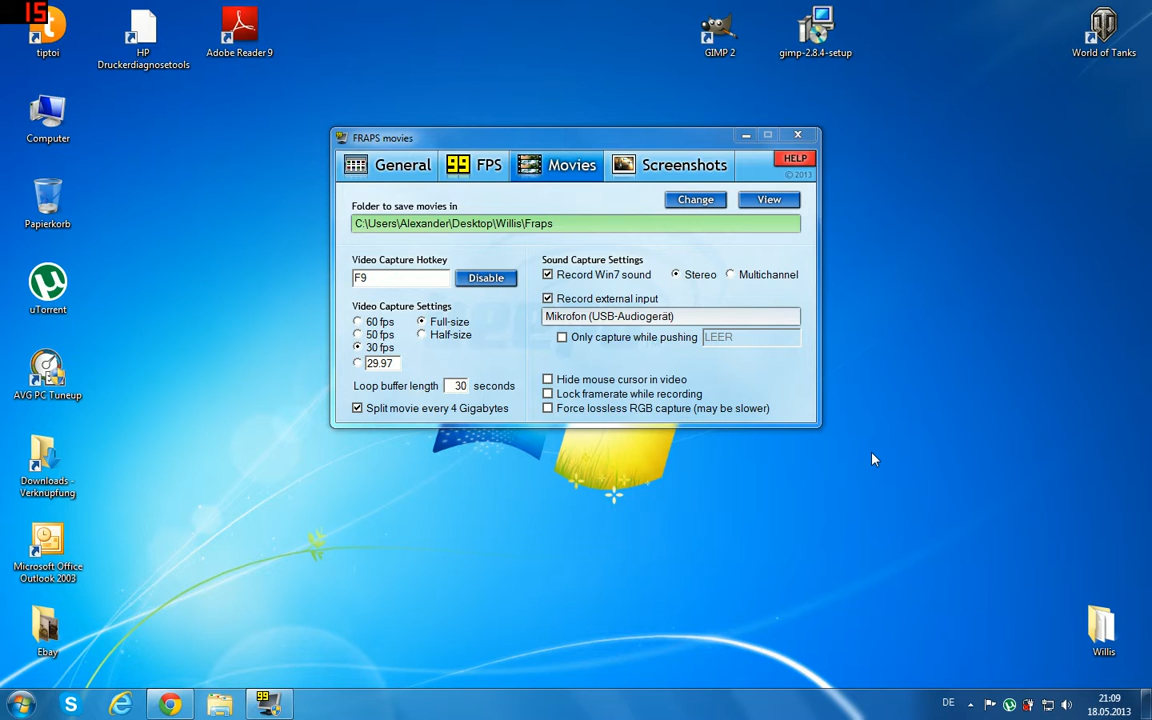 15
tiptoi
HP
Druckerdiagnosetools
Adobe Reader 9
GIMP 2
gimp-2.8.4-setup
World of Tanks
Computer
Papierkorb
uTorrent
AVG PC Tuneup
Downloads -
Verknüpfung
Microsoft Office
Outlook 2003
Ebay
Willis
FRAPS movies
General
99 FPS
Movies
Screenshots
HELP
© 2013
Folder to save movies in
Change
View
C:\Users\Alexander\Desktop\Willis\Fraps
Video Capture Hotkey
F9
Disable
Video Capture Settings
60 fps
Full-size
50 fps
Half-size
30 fps
29.97
Loop buffer length 30 seconds
Split movie every 4 Gigabytes
Sound Capture Settings
Record Win7 sound
Stereo
Multichannel
Record external input
Mikrofon (USB-Audiogerät)
Only capture while pushing LEER
Hide mouse cursor in video
Lock framerate while recording
Force lossless RGB capture (may be slower)
99
DE
21:09
18.05.2013